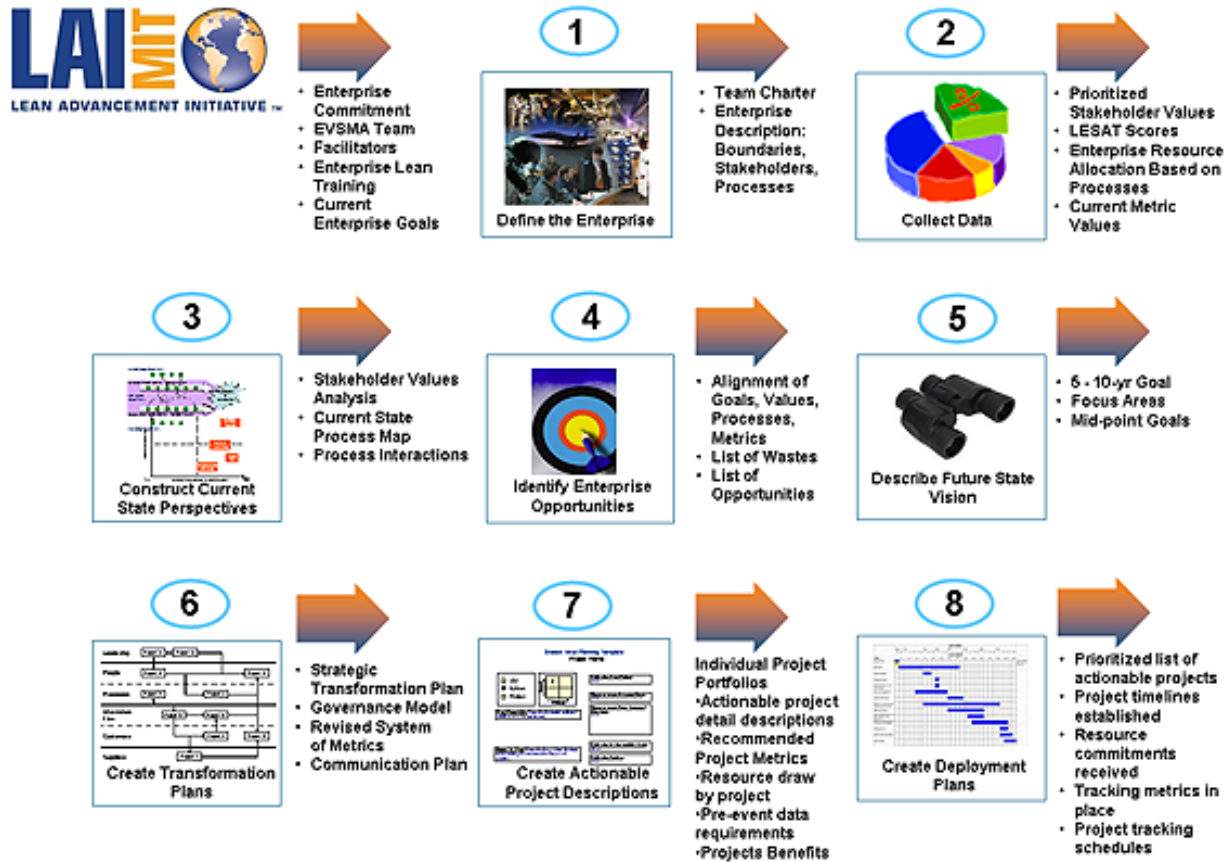 LAI MIT
LEAN ADVANCEMENT INITIATIVE ™
• Enterprise
Commitment
• EVSMA Team
• Facilitators
• Enterprise Lean
Training
• Current
Enterprise Goals
1
Define the Enterprise
• Team Charter
• Enterprise
Description:
Boundaries,
Stakeholders,
Processes
2
%
Collect Data
• Prioritized
Stakeholder Values
• LESAT Scores
• Enterprise Resource
Allocation Based on
Processes
• Current Metric
Values
3
Construct Current
State Perspectives
• Stakeholder Values
Analysis
• Current State
Process Map
• Process Interactions
4
Identify Enterprise
Opportunities
• Alignment of
Goals, Values,
Processes,
Metrics
• List of Wastes
• List of
Opportunities
5
Describe Future State
Vision
• 5 - 10-yr Goal
• Focus Areas
• Mid-point Goals
6
Leadership
People
Processes
Customers
Suppliers
Create Transformation
Plans
• Strategic
Transformation Plan
• Governance Model
• Revised System
of Metrics
• Communication Plan
7
Create Actionable
Project Descriptions
Individual Project
Portfolios
•Actionable project
detail descriptions
•Recommended
Project Metrics
•Resource draw
by project
•Pre-event data
requirements
•Projects Benefits
8
Create Deployment
Plans
• Prioritized list of
actionable projects
• Project timelines
established
• Resource
commitments
received
• Tracking metrics in
place
• Project tracking
schedules